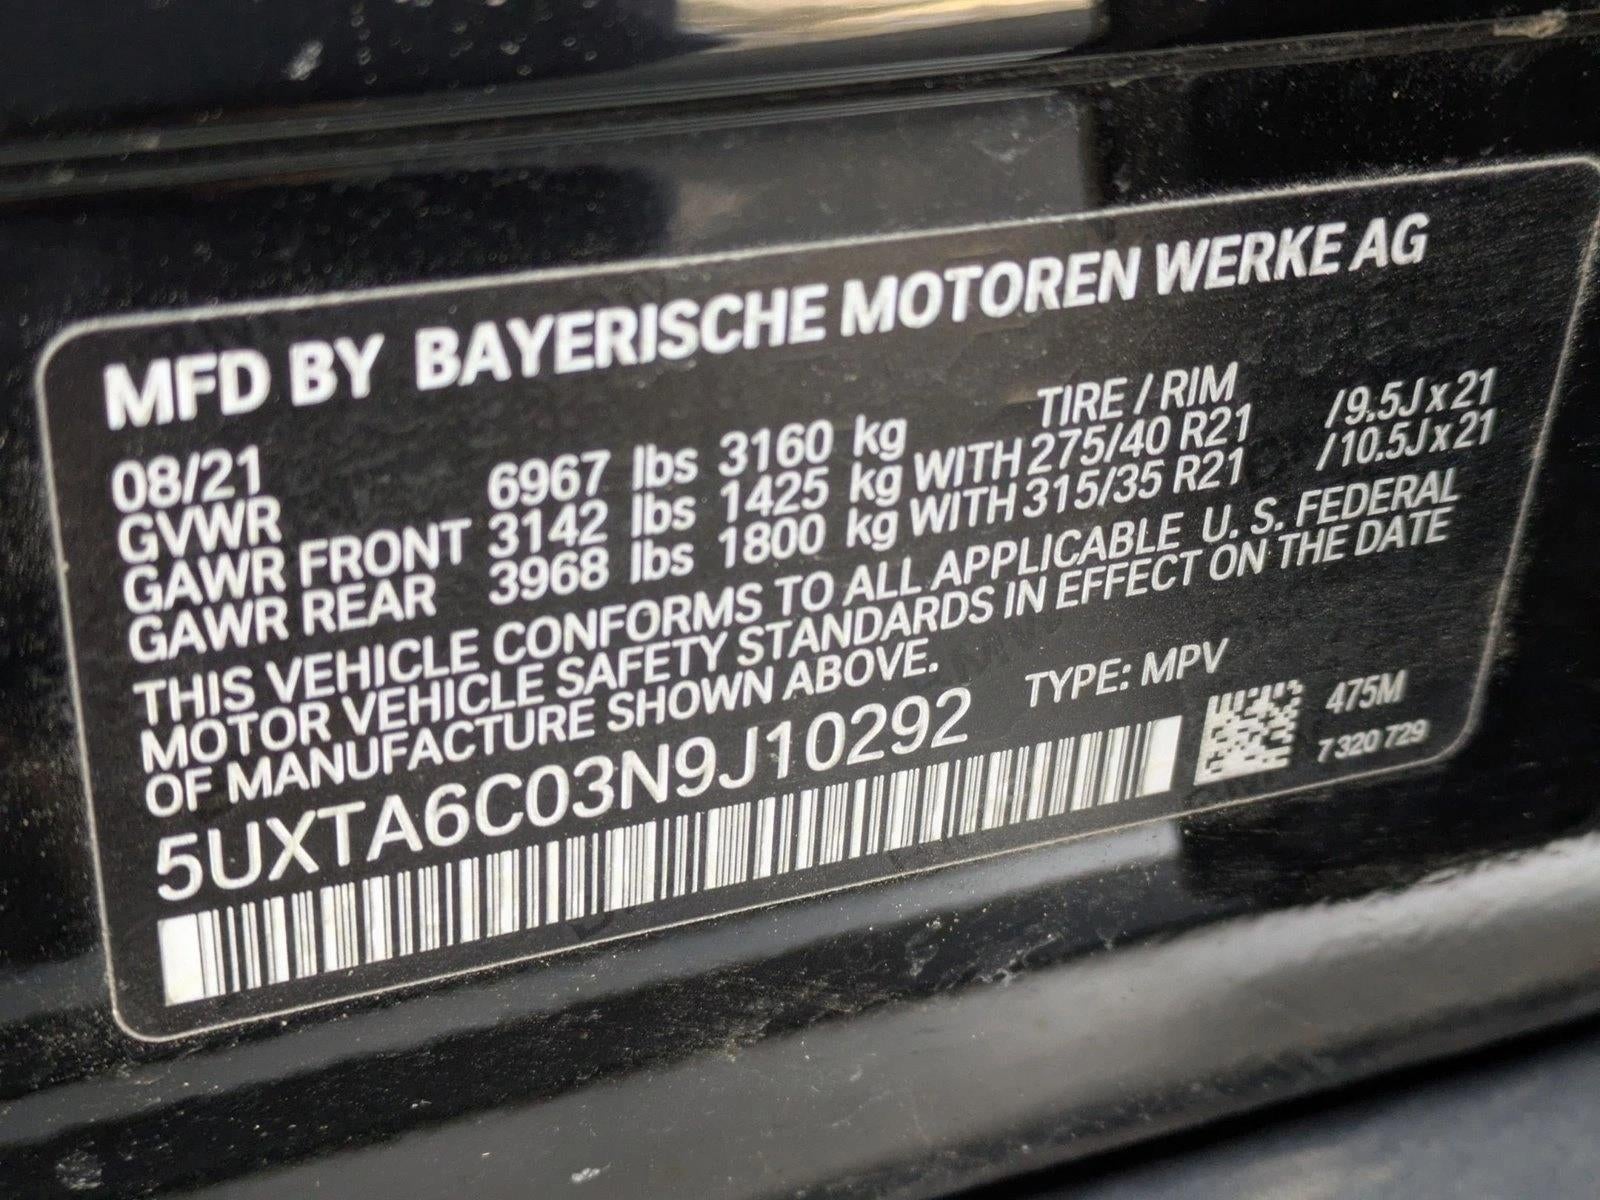 MFD BY BAYERISCHE MOTOREN WERKE AG
08/21 TIRE / RIM
GVWR 6967 lbs 3160 kg
GAWR FRONT 3142 lbs 1425 kg WITH 275/40 R21 /9.5J x 21
GAWR REAR 3968 lbs 1800 kg WITH 315/35 R21 /10.5J x 21
THIS VEHICLE CONFORMS TO ALL APPLICABLE U. S. FEDERAL
MOTOR VEHICLE SAFETY STANDARDS IN EFFECT ON THE DATE
OF MANUFACTURE SHOWN ABOVE.
5UXTA6C03N9J10292 TYPE: MPV
475M
7 320 729